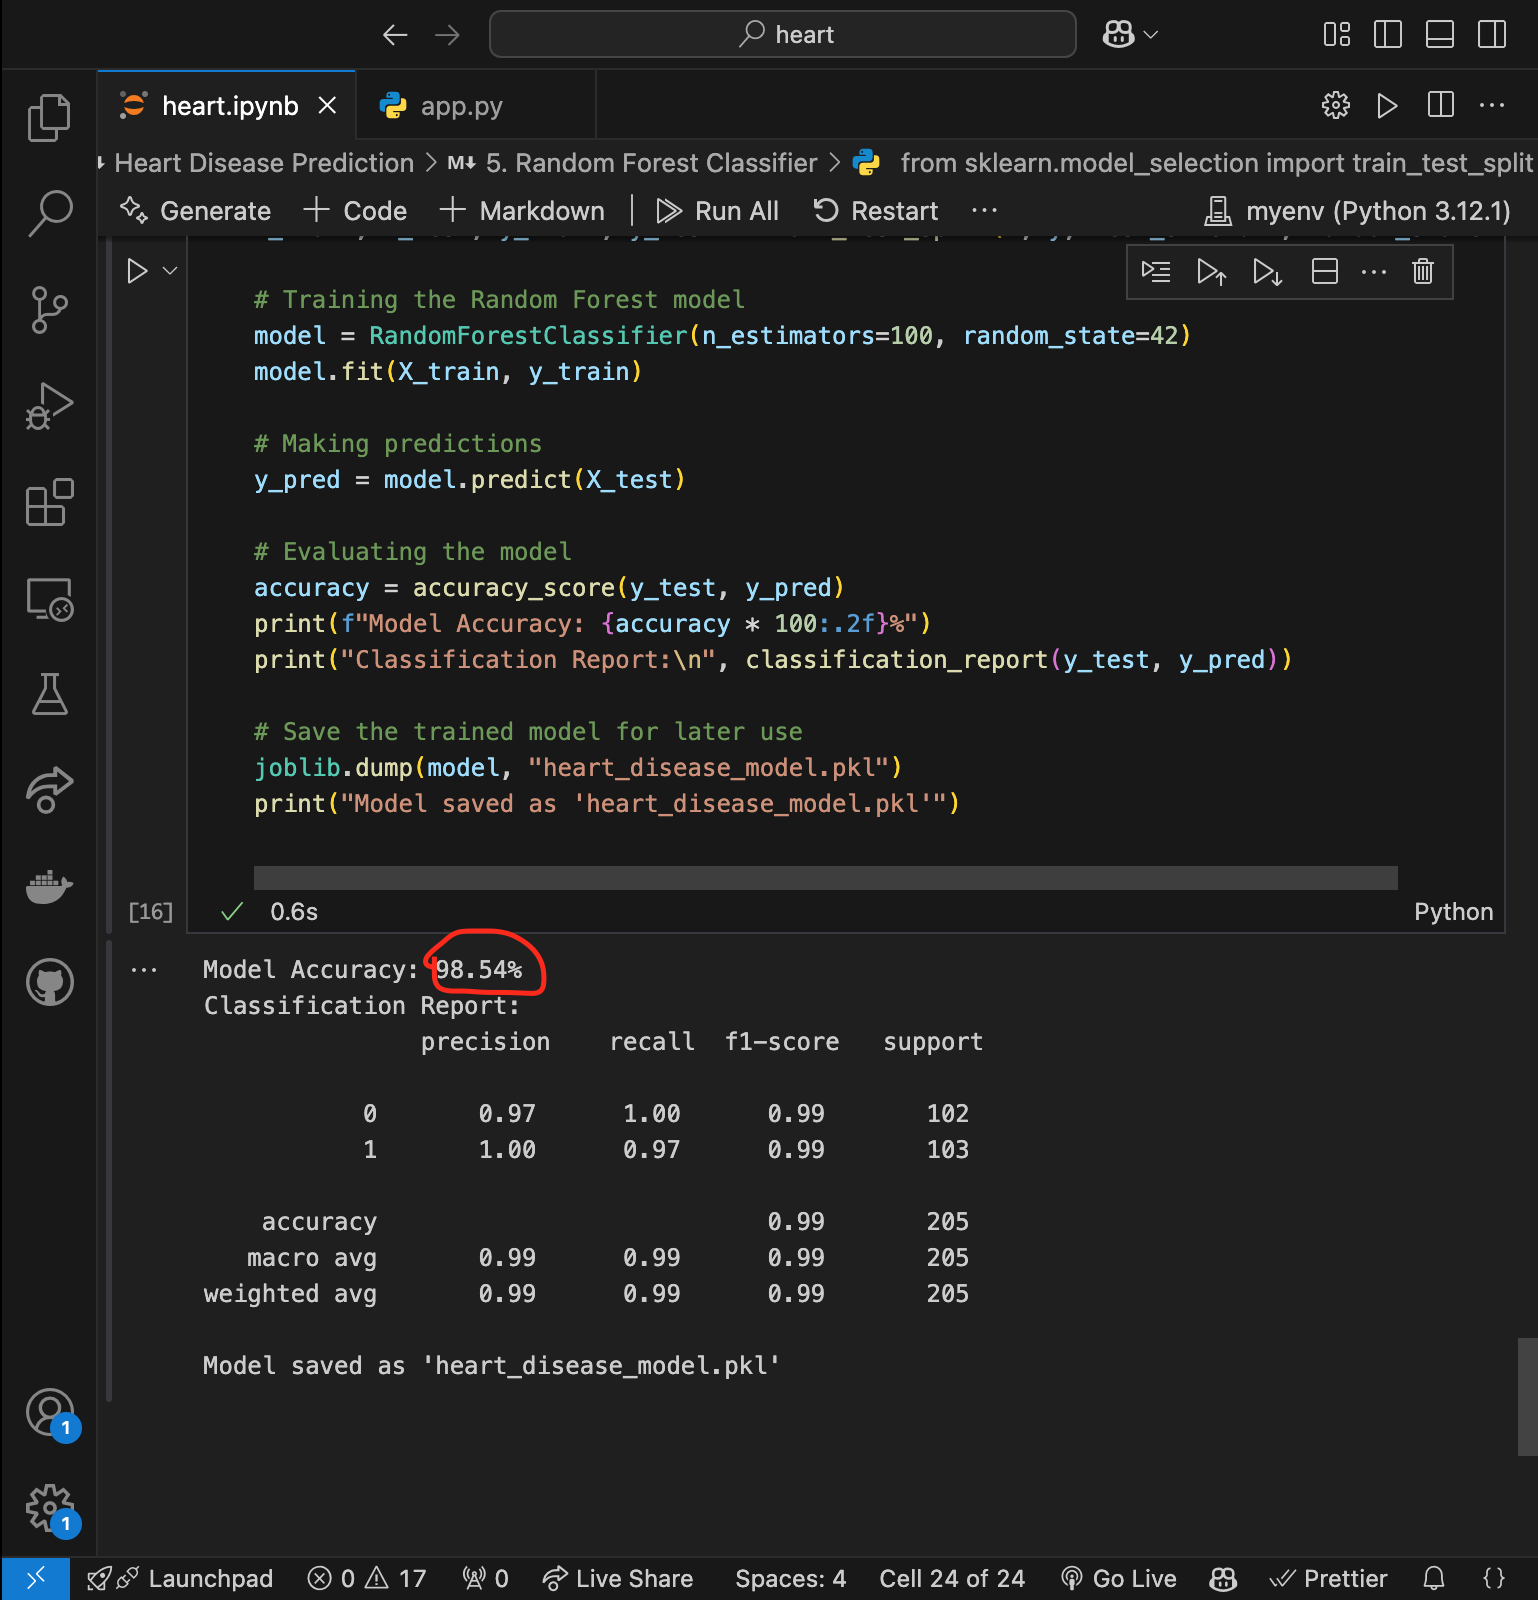 heart
heart.ipynb
app.py
Heart Disease Prediction > M↓ 5. Random Forest Classifier > from sklearn.model_selection import train_test_split
Generate + Code + Markdown | Run All Restart ... myenv (Python 3.12.1)
# Training the Random Forest model
model = RandomForestClassifier(n_estimators=100, random_state=42)
model.fit(X_train, y_train)
# Making predictions
y_pred = model.predict(X_test)
# Evaluating the model
accuracy = accuracy_score(y_test, y_pred)
print(f"Model Accuracy: {accuracy * 100:.2f}%")
print("Classification Report:\n", classification_report(y_test, y_pred))
# Save the trained model for later use
joblib.dump(model, "heart_disease_model.pkl")
print("Model saved as 'heart_disease_model.pkl'")
[16] 0.6s Python
Model Accuracy: 98.54%
Classification Report:
precision recall f1-score support
0 0.97 1.00 0.99 102
1 1.00 0.97 0.99 103
accuracy 0.99 205
macro avg 0.99 0.99 0.99 205
weighted avg 0.99 0.99 0.99 205
Model saved as 'heart_disease_model.pkl'
1
1
Launchpad 0 17 0 Live Share Spaces: 4 Cell 24 of 24 Go Live Prettier {}